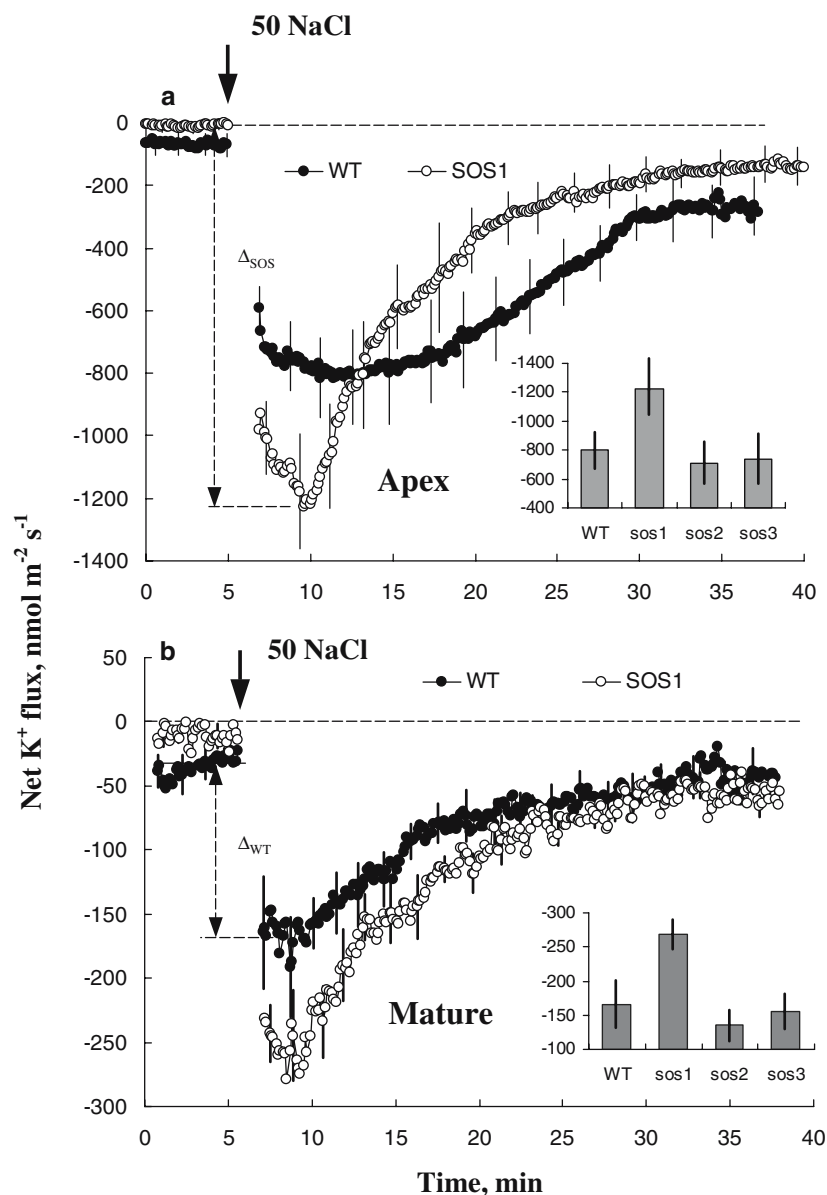 50 NaCl
a
0
-200
-400
-600
-800
-1000
-1200
-1400
WT
SOS1
ΔSOS
Apex
-1400
-1200
-1000
-800
-600
-400
WT sos1 sos2 sos3
0 5 10 15 20 25 30 35 40
Net K+ flux, nmol m-2 s-1
b
50 NaCl
50
0
-50
-100
-150
-200
-250
-300
WT
SOS1
ΔWT
Mature
-300
-250
-200
-150
-100
WT sos1 sos2 sos3
0 5 10 15 20 25 30 35 40
Time, min